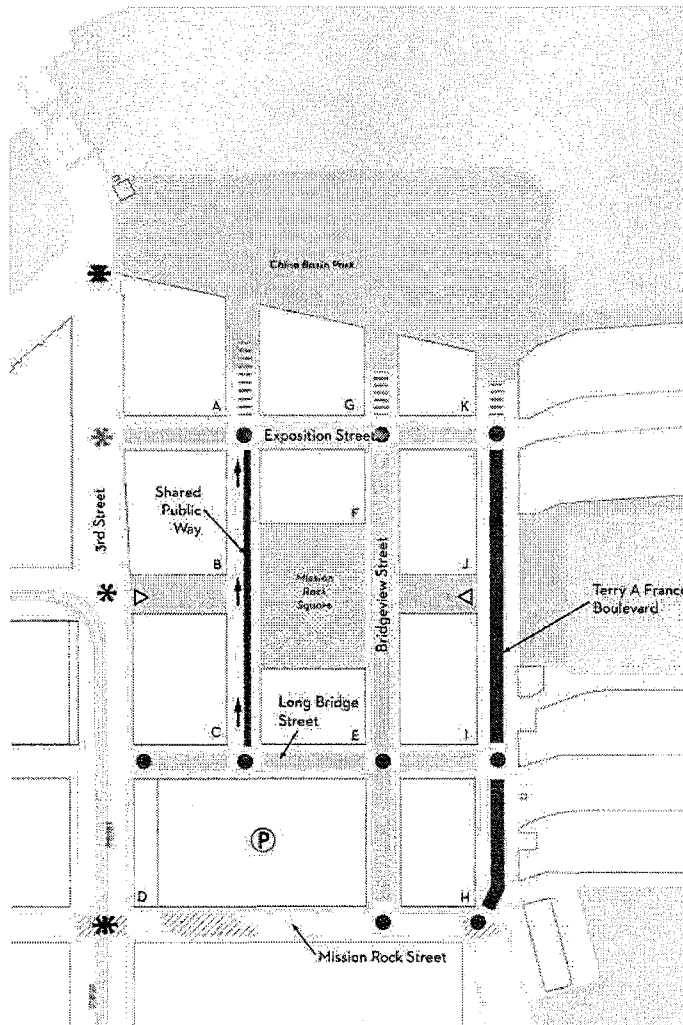 China Basin Park
A
G
K
Exposition Street
Shared
Public
Way
F
3rd Street
B
J
Mission
Rock
Square
Bridgeview Street
Terry A Franc
Boulevard
Long Bridge
Street
C
E
I
P
D
H
Mission Rock Street